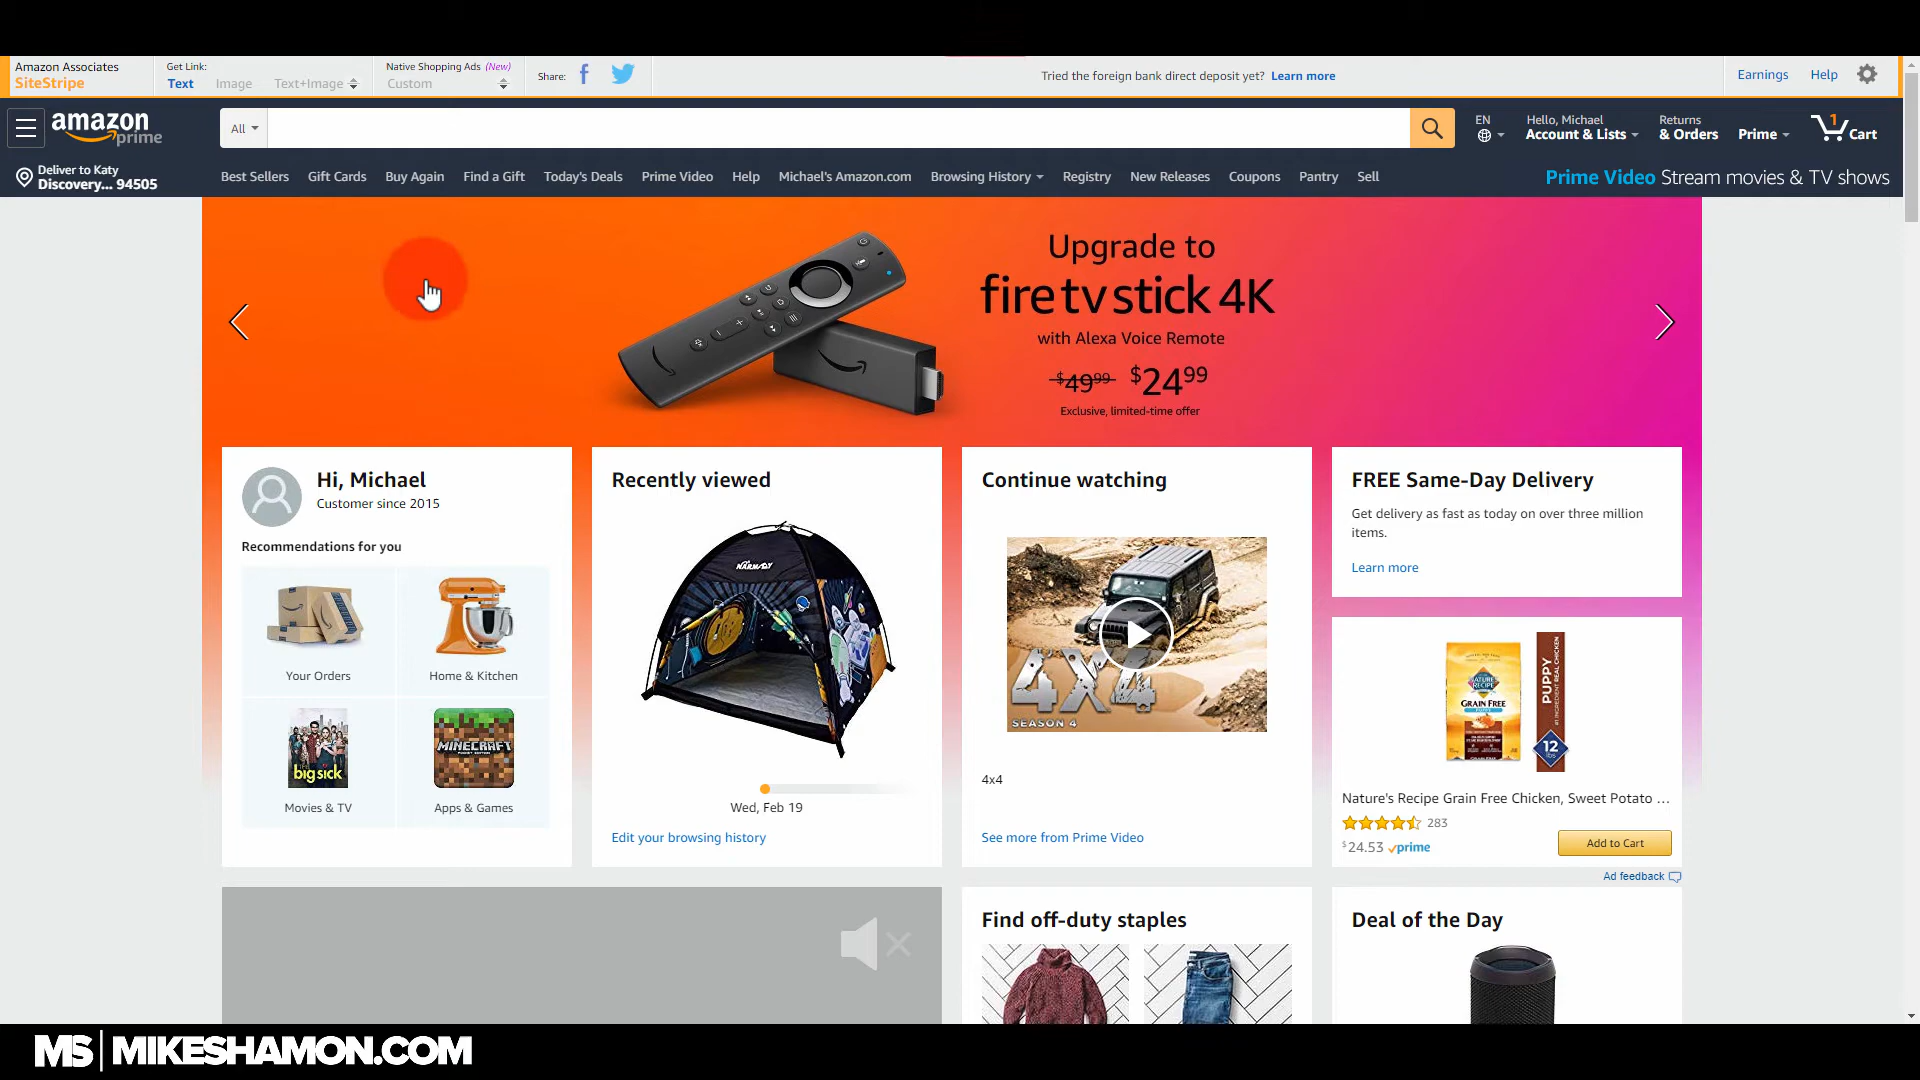 Amazon Associates
SiteStripe
Get Link:
Text Image Text+Image
Native Shopping Ads (New)
Custom
Share:
Tried the foreign bank direct deposit yet? Learn more
Earnings Help
amazon prime
All
EN
Hello, Michael
Account & Lists
Returns
& Orders
Prime
1
Cart
Deliver to Katy
Discovery... 94505
Best Sellers Gift Cards Buy Again Find a Gift Today's Deals Prime Video Help Michael's Amazon.com Browsing History Registry New Releases Coupons Pantry Sell
Prime Video Stream movies & TV shows
Upgrade to
fire tv stick 4K
with Alexa Voice Remote
$49.99 $24.99
Exclusive, limited-time offer
Hi, Michael
Customer since 2015
Recommendations for you
Your Orders
Home & Kitchen
big sick
MINECRAFT
Movies & TV
Apps & Games
Recently viewed
NARMAY
Wed, Feb 19
Edit your browsing history
Continue watching
4X4
SEASON 4
4x4
See more from Prime Video
FREE Same-Day Delivery
Get delivery as fast as today on over three million
items.
Learn more
NATURE'S
RECIPE
GRAIN FREE
PUPPY
#1 INGREDIENT REAL CHICKEN
12
lbs
Nature's Recipe Grain Free Chicken, Sweet Potato ...
283
$24.53 prime
Add to Cart
Ad feedback
Find off-duty staples
Deal of the Day
MS MIKESHAMON.COM